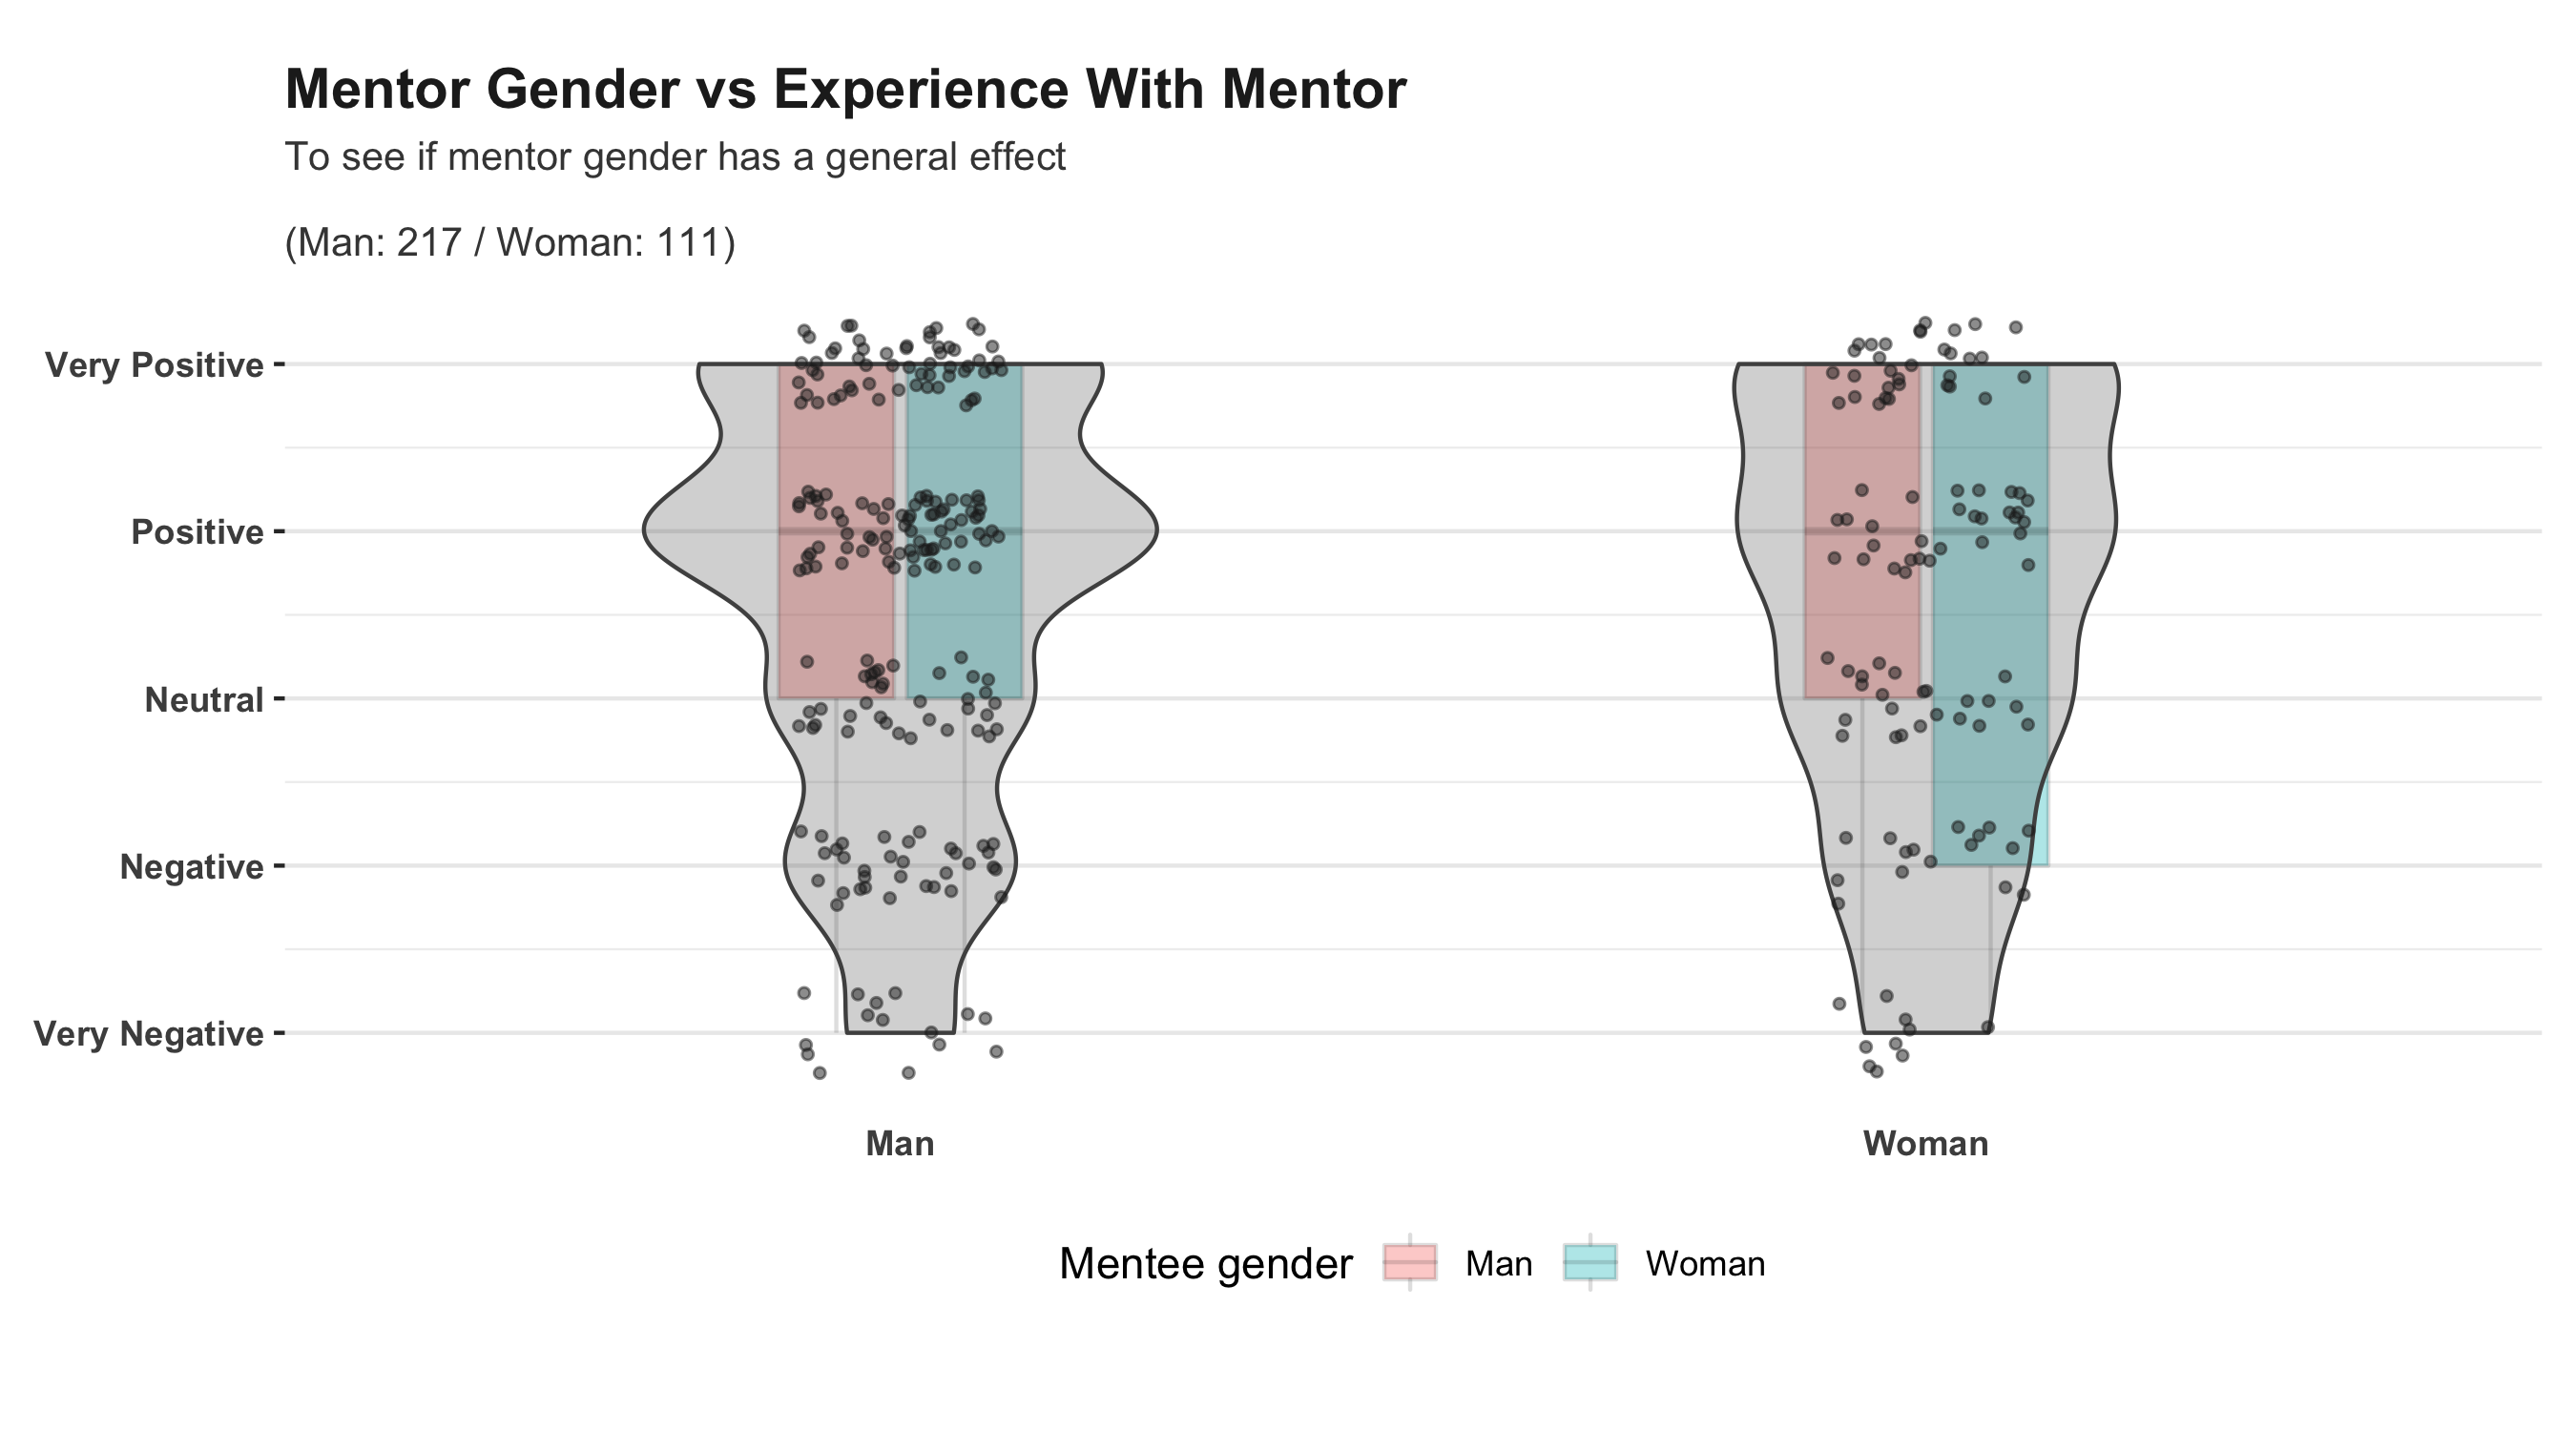 Mentor Gender vs Experience With Mentor
To see if mentor gender has a general effect
(Man: 217 / Woman: 111)
Very Positive
Positive
Neutral
Negative
Very Negative
Man Woman
Mentee gender Man Woman